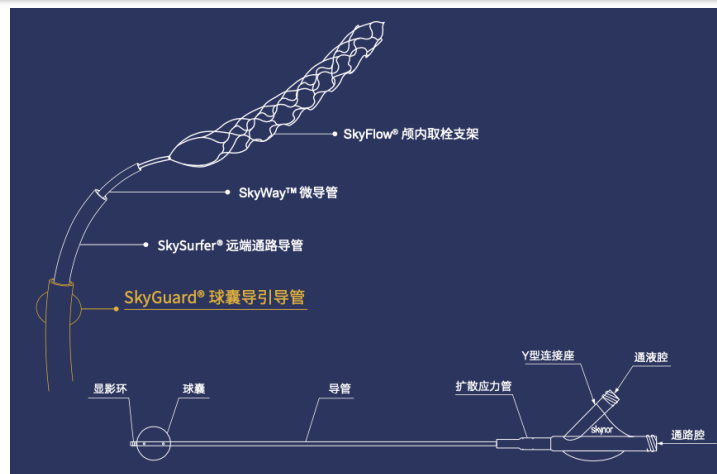 SkyFlow® 颅内取栓支架
SkyWay™ 微导管
SkySurfer® 远端通路导管
SkyGuard® 球囊导引导管
Y型连接座
通液腔
显影环
球囊
导管
扩散应力管
skynor
通路腔